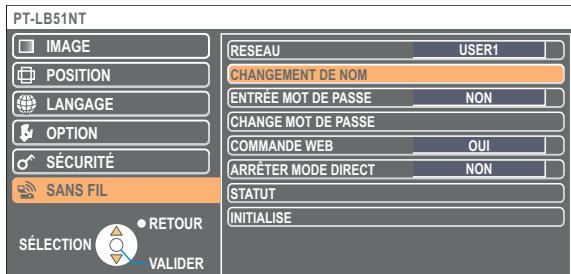 PT-LB51NT
IMAGE
POSITION
LANGAGE
OPTION
SÉCURITÉ
SANS FIL
RETOUR
SÉLECTION
VALIDER
RESEAU USER1
CHANGEMENT DE NOM
ENTRÉE MOT DE PASSE NON
CHANGE MOT DE PASSE
COMMANDE WEB OUI
ARRÊTER MODE DIRECT NON
STATUT
INITIALISE